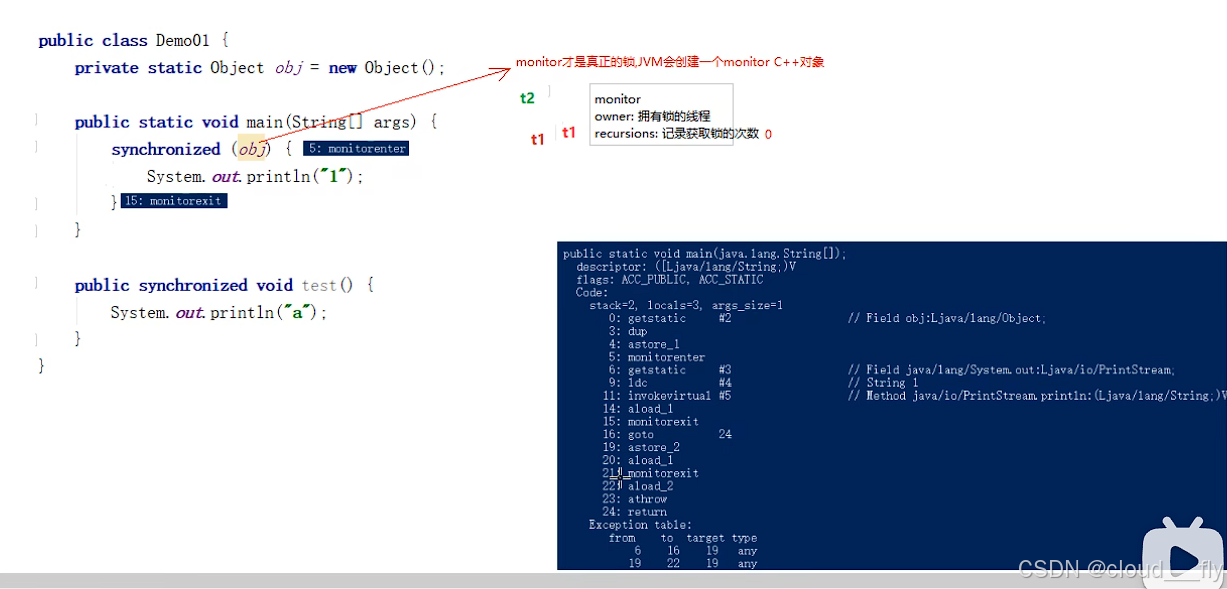 public class Demo01 {
private static Object obj = new Object();
monitor才是真正的锁,JVM会创建一个monitor C++对象
t2
monitor
owner: 拥有锁的线程
recursions: 记录获取锁的次数 0
t1 t1
public static void main(String[] args) {
synchronized (obj) { 5: monitorenter
System.out.println("1");
} 15: monitorexit
}
public synchronized void test() {
System.out.println("a");
}
}
public static void main(java.lang.String[]);
descriptor: ([Ljava/lang/String;)V
flags: ACC_PUBLIC, ACC_STATIC
Code:
stack=2, locals=3, args_size=1
0: getstatic #2 // Field obj:Ljava/lang/Object;
3: dup
4: astore_1
5: monitorenter
6: getstatic #3 // Field java/lang/System.out:Ljava/io/PrintStream;
9: ldc #4 // String 1
11: invokevirtual #5 // Method java/io/PrintStream.println:(Ljava/lang/String;)V
14: aload_1
15: monitorexit
16: goto 24
19: astore_2
20: aload_1
21: monitorexit
22: aload_2
23: athrow
24: return
Exception table:
from to target type
6 16 19 any
19 22 19 any
CSDN @cloud___fly